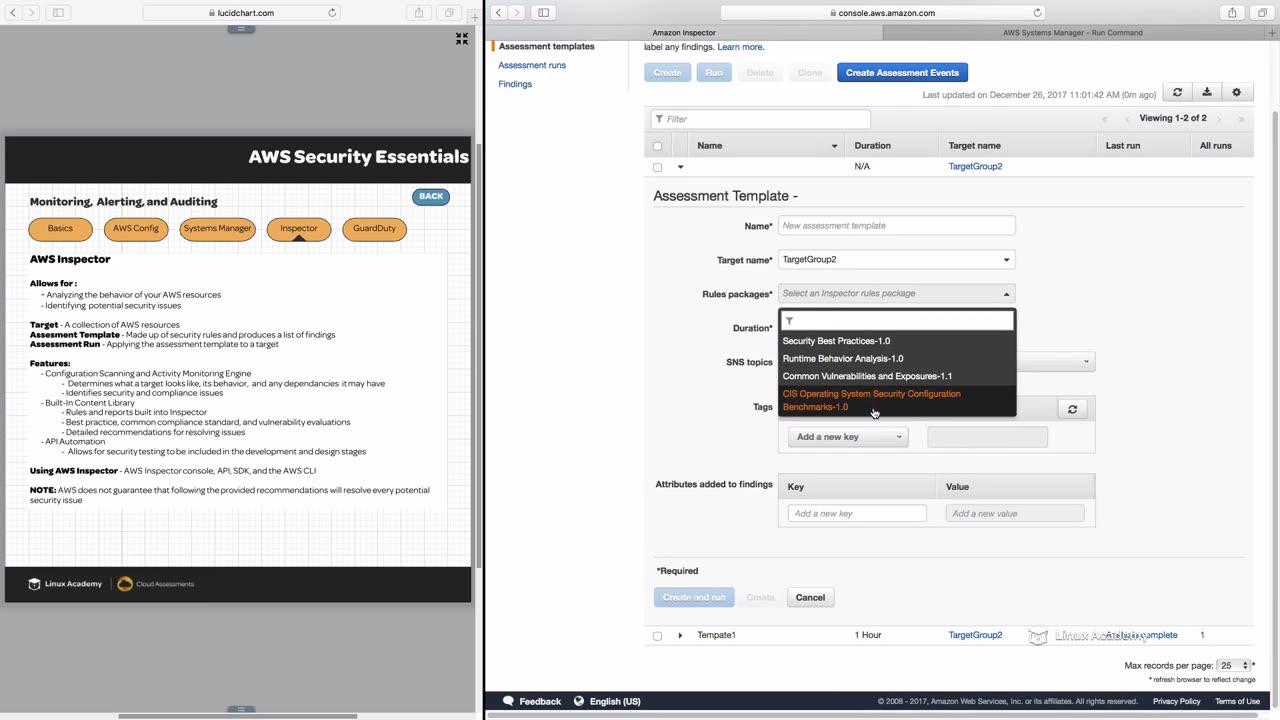 lucidchart.com
AWS Security Essentials
BACK
Monitoring, Alerting, and Auditing
Basics
AWS Config
Systems Manager
Inspector
GuardDuty
AWS Inspector
Allows for :
- Analyzing the behavior of your AWS resources
- Identifying potential security issues
Target - A collection of AWS resources
Assesment Template - Made up of security rules and produces a list of findings
Assessment Run - Applying the assessment template to a target
Features:
- Configuration Scanning and Activity Monitoring Engine
- Determines what a target looks like, its behavior, and any dependancies it may have
- Identifies security and compliance issues
- Built-In Content Library
- Rules and reports built into Inspector
- Best practice, common compliance standard, and vulnerability evaluations
- Detailed recommendations for resolving issues
- API Automation
- Allows for security testing to be included in the development and design stages
Using AWS Inspector - AWS Inspector console, API, SDK, and the AWS CLI
NOTE: AWS does not guarantee that following the provided recommendations will resolve every potential
security issue
Linux Academy
Cloud Assessments
console.aws.amazon.com
Amazon Inspector
AWS Systems Manager - Run Command
Assessment templates
Assessment runs
Findings
label any findings. Learn more.
Create
Run
Delete
Clone
Create Assessment Events
Last updated on December 26, 2017 11:01:42 AM (0m ago)
Filter
Viewing 1-2 of 2
Name
Duration
Target name
Last run
All runs
N/A
TargetGroup2
Assessment Template -
Name*
New assessment template
Target name*
TargetGroup2
Rules packages*
Select an Inspector rules package
Security Best Practices-1.0
Runtime Behavior Analysis-1.0
Common Vulnerabilities and Exposures-1.1
CIS Operating System Security Configuration
Benchmarks-1.0
Duration*
SNS topics
Tags
Add a new key
Attributes added to findings
Key
Value
Add a new key
Add a new value
*Required
Create and run
Create
Cancel
Tempate1
1 Hour
TargetGroup2
1
Linux Academy
Max records per page: 25 *
* refresh browser to reflect change
Feedback
English (US)
© 2008 - 2017, Amazon Web Services, Inc. or its affiliates. All rights reserved.
Privacy Policy
Terms of Use